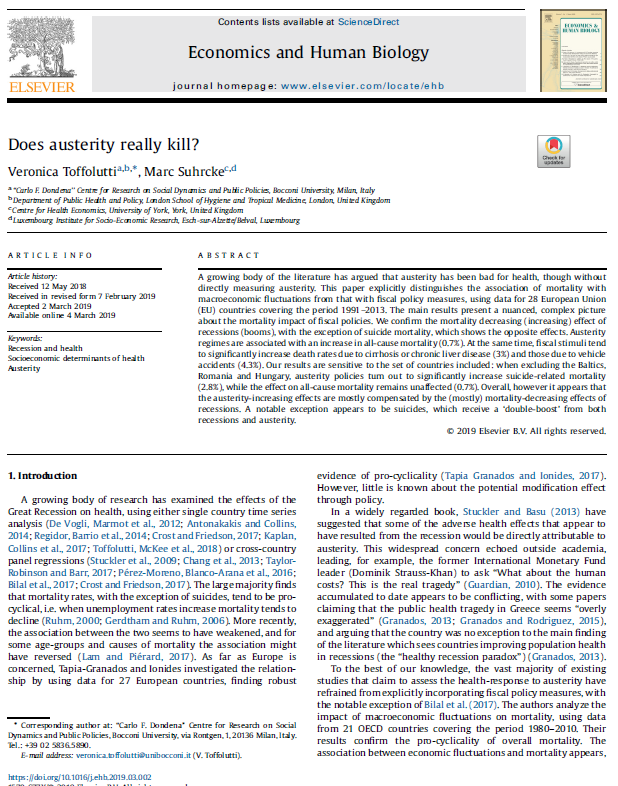 Contents lists available at ScienceDirect
Economics and Human Biology
journal homepage: www.elsevier.com/locate/ehb
ELSEVIER
ECONOMICS &
HUMAN BIOLOGY
Does austerity really kill?
Check for
updates
Veronica Toffolutti a,b,*, Marc Suhrcke c,d
a "Carlo F. Dondena" Centre for Research on Social Dynamics and Public Policies, Bocconi University, Milan, Italy
b Department of Public Health and Policy, London School of Hygiene and Tropical Medicine, London, United Kingdom
c Centre for Health Economics, University of York, York, United Kingdom
d Luxembourg Institute for Socio-Economic Research, Esch-sur-Alzette/Belval, Luxembourg
ARTICLE INFO
Article history:
Received 12 May 2018
Received in revised form 7 February 2019
Accepted 2 March 2019
Available online 4 March 2019
Keywords:
Recession and health
Socioeconomic determinants of health
Austerity
ABSTRACT
A growing body of the literature has argued that austerity has been bad for health, though without
directly measuring austerity. This paper explicitly distinguishes the association of mortality with
macroeconomic fluctuations from that with fiscal policy measures, using data for 28 European Union
(EU) countries covering the period 1991–2013. The main results present a nuanced, complex picture
about the mortality impact of fiscal policies. We confirm the mortality decreasing (increasing) effect of
recessions (booms), with the exception of suicide mortality, which shows the opposite effects. Austerity
regimes are associated with an increase in all-cause mortality (0.7%). At the same time, fiscal stimuli tend
to significantly increase death rates due to cirrhosis or chronic liver disease (3%) and those due to vehicle
accidents (4.3%). Our results are sensitive to the set of countries included: when excluding the Baltics,
Romania and Hungary, austerity policies turn out to significantly increase suicide-related mortality
(2.8%), while the effect on all-cause mortality remains unaffected (0.7%). Overall, however it appears that
the austerity-increasing effects are mostly compensated by the (mostly) mortality-decreasing effects of
recessions. A notable exception appears to be suicides, which receive a "double-boost" from both
recessions and austerity.
© 2019 Elsevier B.V. All rights reserved.
1. Introduction
A growing body of research has examined the effects of the
Great Recession on health, using either single country time series
analysis (De Vogli, Marmot et al., 2012; Antonakakis and Collins,
2014; Regidor, Barrio et al., 2014; Crost and Friedson, 2017; Kaplan,
Collins et al., 2017; Toffolutti, McKee et al., 2018) or cross-country
panel regressions (Stuckler et al., 2009; Chang et al., 2013; Taylor-
Robinson and Barr, 2017; Pérez-Moreno, Blanco-Arana et al., 2016;
Bilal et al., 2017; Crost and Friedson, 2017). The large majority finds
that mortality rates, with the exception of suicides, tend to be pro-
cyclical, i.e. when unemployment rates increase mortality tends to
decline (Ruhm, 2000; Gerdtham and Ruhm, 2006). More recently,
the association between the two seems to have weakened, and for
some age-groups and causes of mortality the association might
have reversed (Lam and Piérard, 2017). As far as Europe is
concerned, Tapia-Granados and Ionides investigated the relation-
ship by using data for 27 European countries, finding robust
evidence of pro-cyclicality (Tapia Granados and Ionides, 2017).
However, little is known about the potential modification effect
through policy.
In a widely regarded book, Stuckler and Basu (2013) have
suggested that some of the adverse health effects that appear to
have resulted from the recession would be directly attributable to
austerity. This widespread concern echoed outside academia,
leading, for example, the former International Monetary Fund
leader (Dominik Strauss-Khan) to ask "What about the human
costs? This is the real tragedy" (Guardian, 2010). The evidence
accumulated to date appears to be conflicting, with some papers
claiming that the public health tragedy in Greece seems "overly
exaggerated" (Granados, 2013; Granados and Rodriguez, 2015),
and arguing that the country was no exception to the main finding
of the literature which sees countries improving population health
in recessions (the "healthy recession paradox") (Granados, 2013).
To the best of our knowledge, the vast majority of existing
studies that claim to assess the health-response to austerity have
refrained from explicitly incorporating fiscal policy measures, with
the notable exception of Bilal et al. (2017). The authors analyze the
impact of macroeconomic fluctuations on mortality, using data
from 21 OECD countries covering the period 1980–2010. Their
results confirm the pro-cyclicality of overall mortality. The
association between economic fluctuations and mortality appears,
* Corresponding author at: "Carlo F. Dondena" Centre for Research on Social
Dynamics and Public Policies, Bocconi University, via Rontgen, 1, 20136 Milan, Italy.
Tel.: +39 02 5836.5890.
E-mail address: veronica.toffolutti@unibocconi.it (V. Toffolutti).
https://doi.org/10.1016/j.ehb.2019.03.002